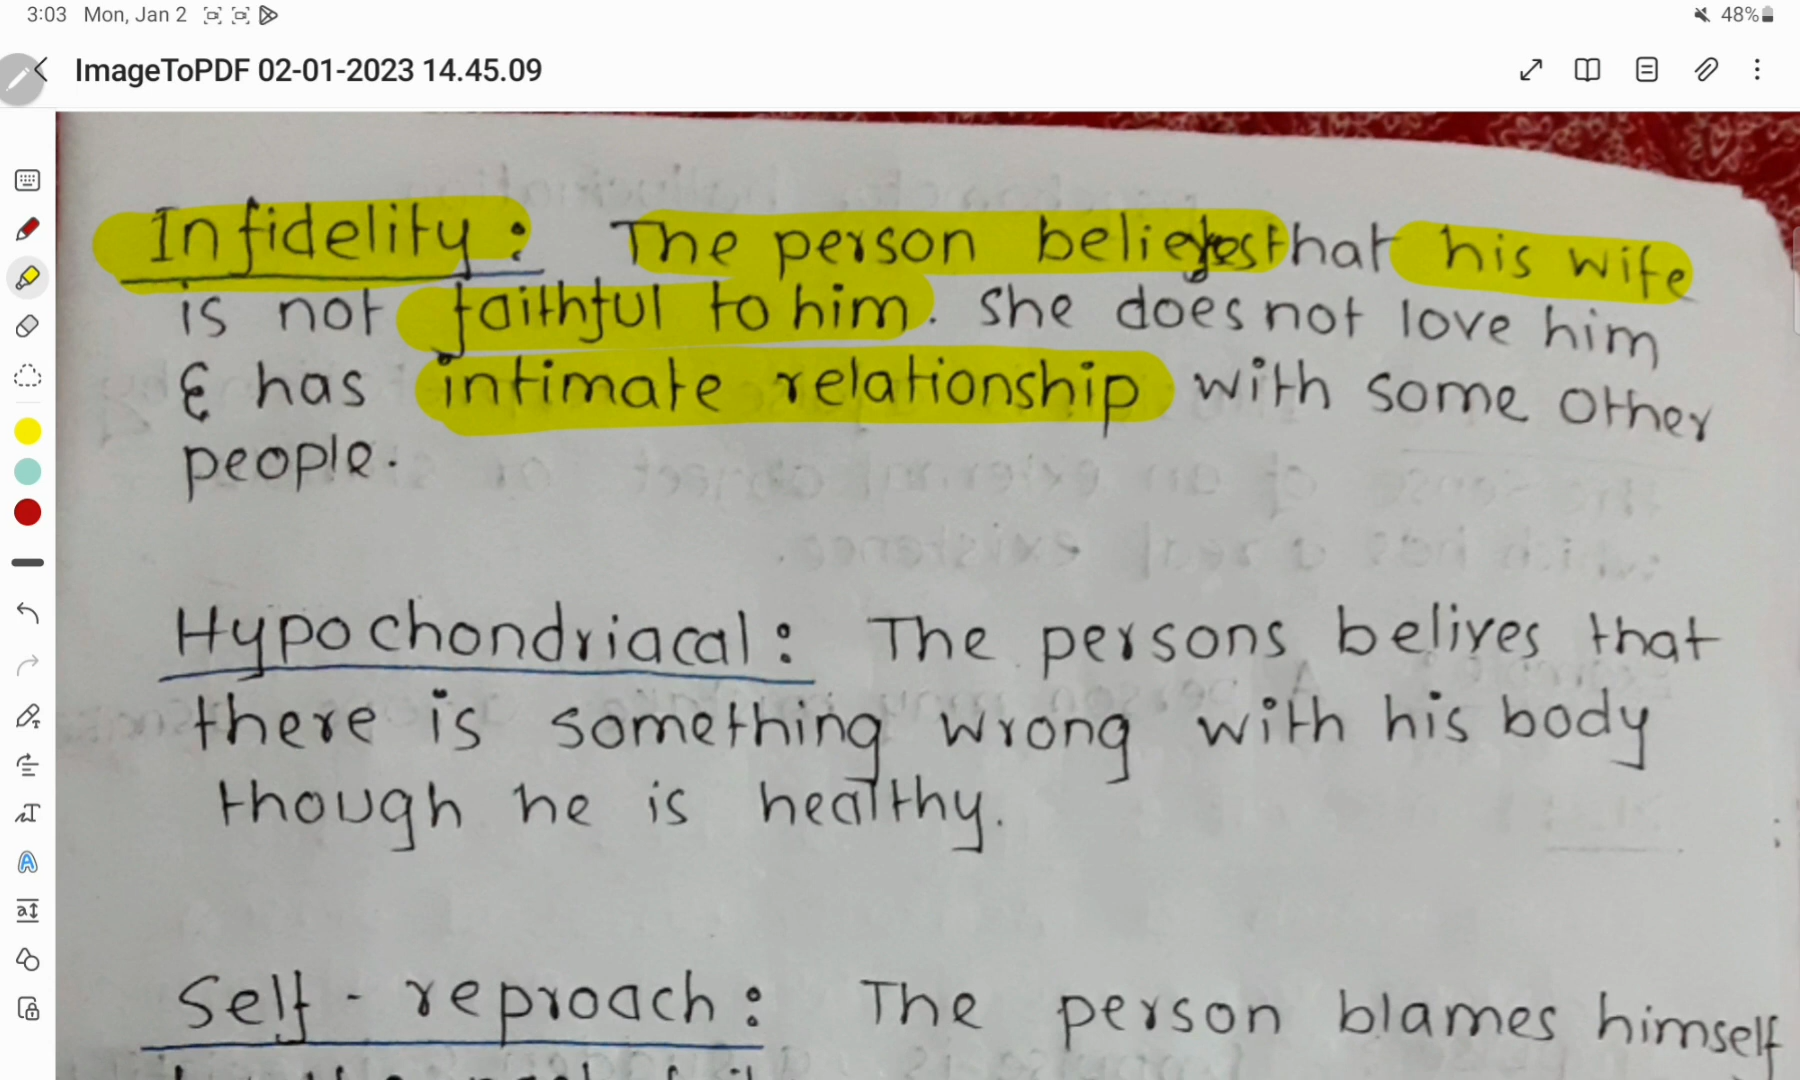 3:03 Mon, Jan 2 48%
ImageToPDF 02-01-2023 14.45.09
Infidelity: The person believes that his wife
is not faithful to him. She does not love him
& has intimate relationship with some other
people.
Hypochondriacal: The persons belives that
there is something wrong with his body
though he is healthy.
Self-reproach: The person blames himself